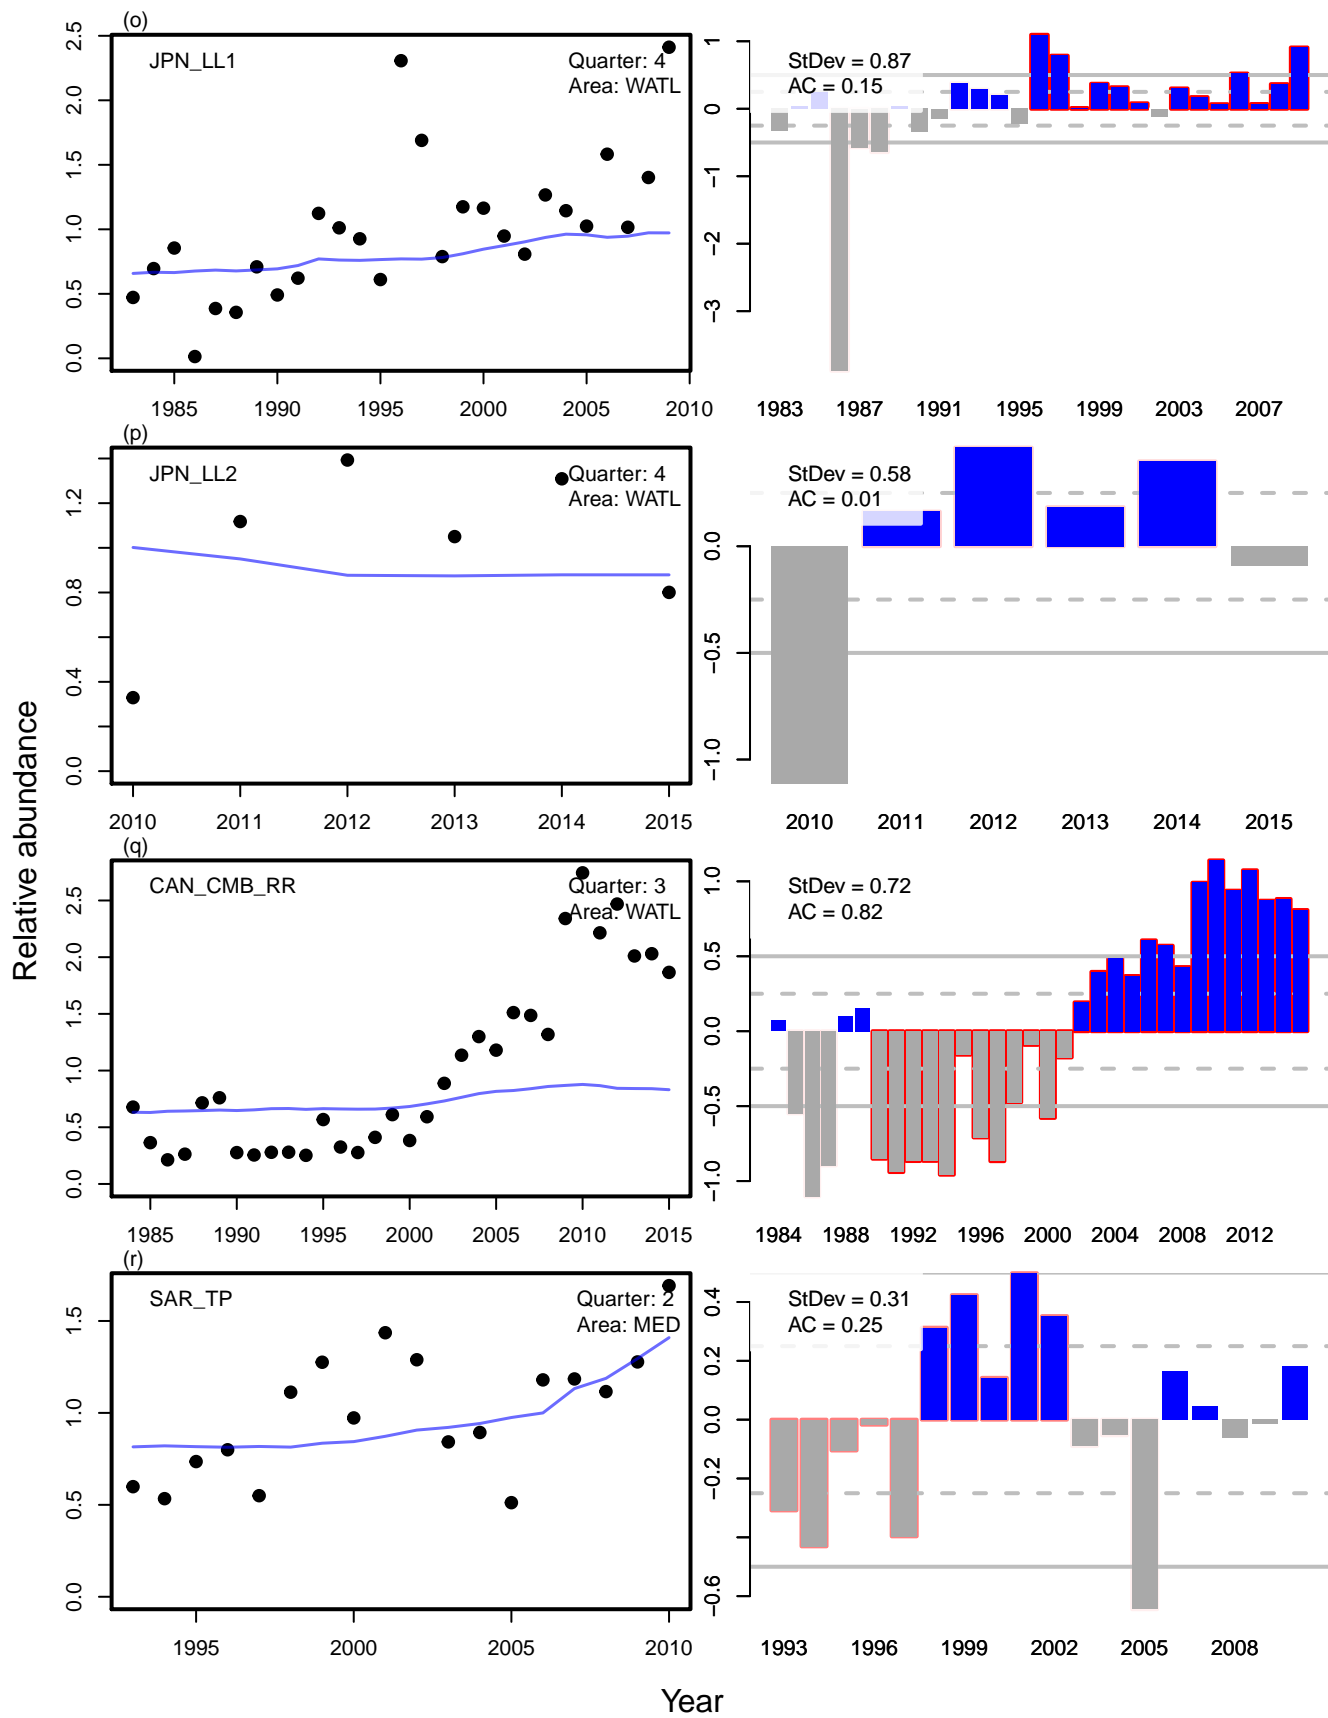 (o)
JPN_LL1
Quarter: 4
Area: WATL
0.0 0.5 1.0 1.5 2.0 2.5
1985 1990 1995 2000 2005 2010
StDev = 0.87
AC = 0.15
−3 −2 −1 0 1
1983 1987 1991 1995 1999 2003 2007
(p)
JPN_LL2
Quarter: 4
Area: WATL
0.0 0.4 0.8 1.2
2010 2011 2012 2013 2014 2015
StDev = 0.58
AC = 0.01
−1.0 −0.5 0.0
2010 2011 2012 2013 2014 2015
(q)
CAN_CMB_RR
Quarter: 3
Area: WATL
0.0 0.5 1.0 1.5 2.0 2.5
1985 1990 1995 2000 2005 2010 2015
StDev = 0.72
AC = 0.82
−1.0 −0.5 0.0 0.5 1.0
1984 1988 1992 1996 2000 2004 2008 2012
(r)
SAR_TP
Quarter: 2
Area: MED
0.0 0.5 1.0 1.5
1995 2000 2005 2010
StDev = 0.31
AC = 0.25
−0.6 −0.2 0.0 0.2 0.4
1993 1996 1999 2002 2005 2008
Relative abundance
Year